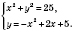 x² + y² = 25,
y = −x² + 2x + 5.